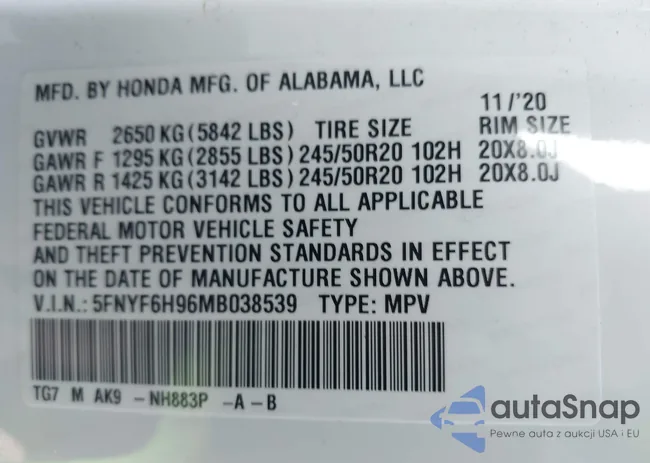 MFD. BY HONDA MFG. OF ALABAMA, LLC
11/'20
GVWR 2650 KG (5842 LBS) TIRE SIZE RIM SIZE
GAWR F 1295 KG (2855 LBS) 245/50R20 102H 20X8.0J
GAWR R 1425 KG (3142 LBS) 245/50R20 102H 20X8.0J
THIS VEHICLE CONFORMS TO ALL APPLICABLE
FEDERAL MOTOR VEHICLE SAFETY
AND THEFT PREVENTION STANDARDS IN EFFECT
ON THE DATE OF MANUFACTURE SHOWN ABOVE.
V.I.N.: 5FNYF6H96MB038539 TYPE: MPV
TG7 M AK9 -NH883P -A-B
autaSnap
Pewne auta z aukcji USA i EU